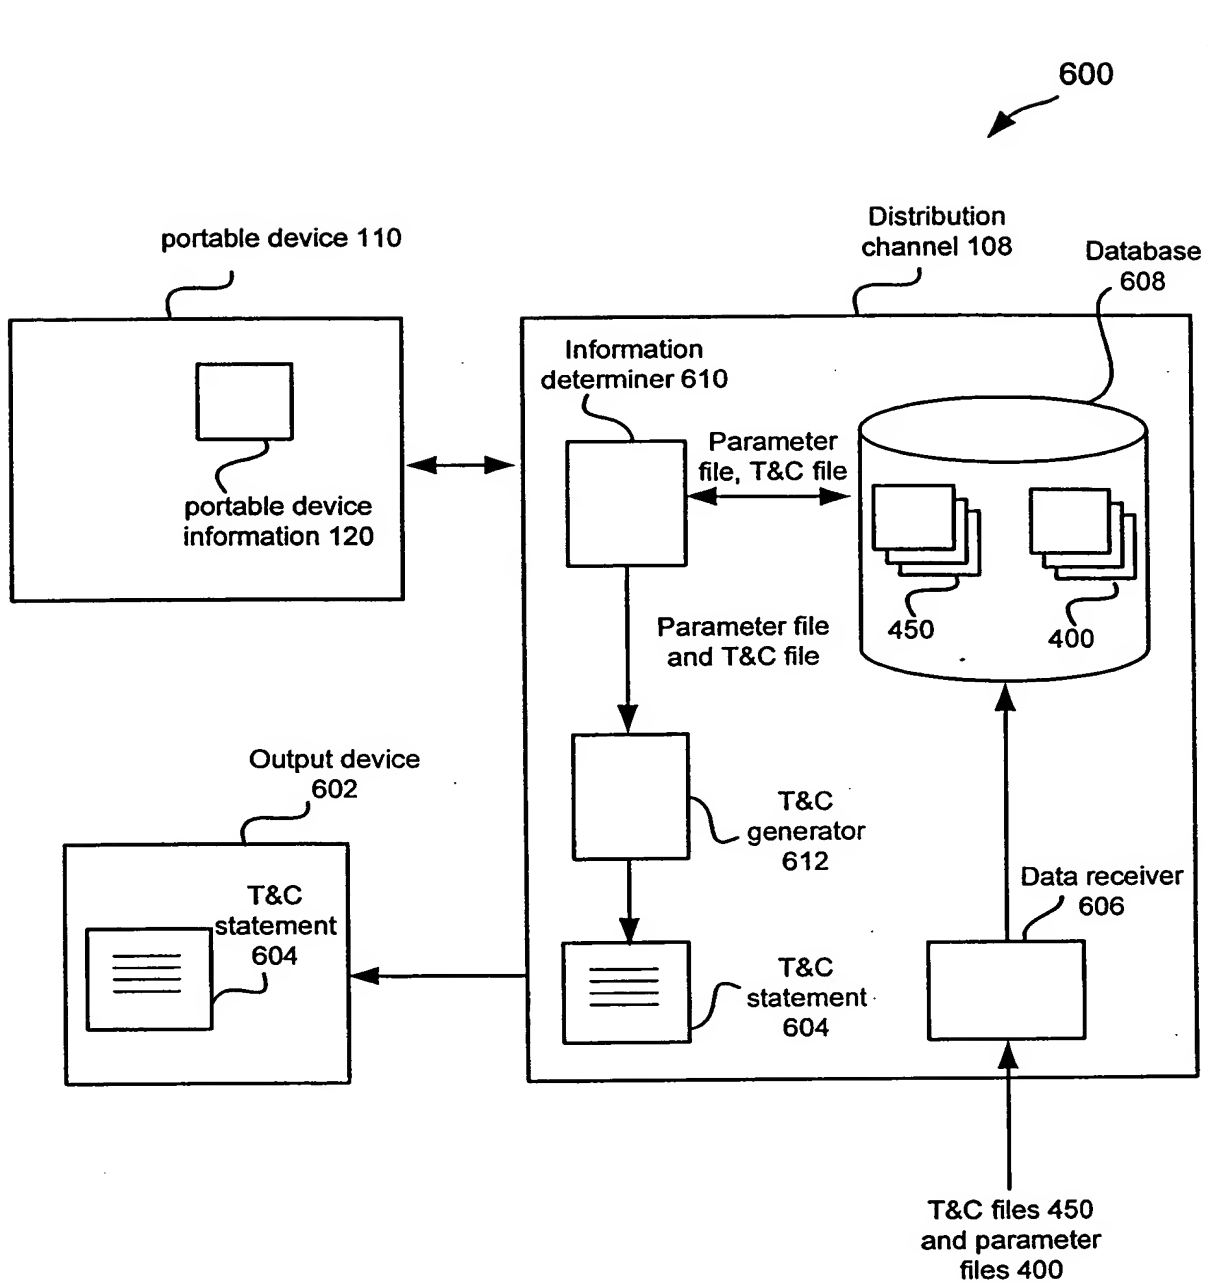 600
portable device 110
portable device
information 120
Distribution
channel 108
Database
608
Information
determiner 610
Parameter
file, T&C file
450
400
Parameter file
and T&C file
Output device
602
T&C
statement
604
T&C
generator
612
T&C
statement
604
Data receiver
606
T&C files 450
and parameter
files 400